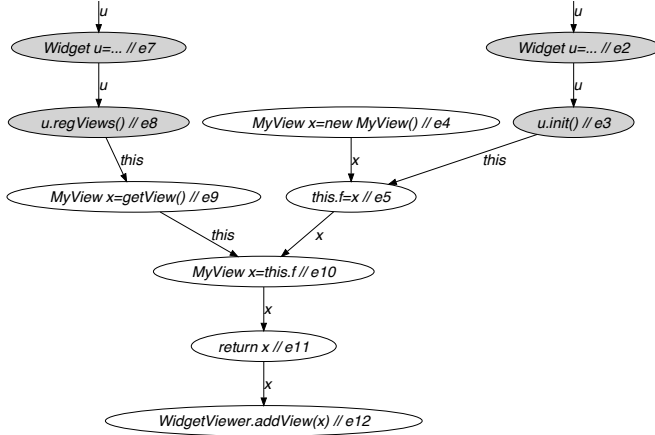 u u
Widget u=... // e7 Widget u=... // e2
u u
u.regViews() // e8 MyView x=new MyView() // e4 u.init() // e3
this x this
MyView x=getView() // e9 this.f=x // e5
this x
MyView x=this.f // e10
x
return x // e11
x
WidgetViewer.addView(x) // e12